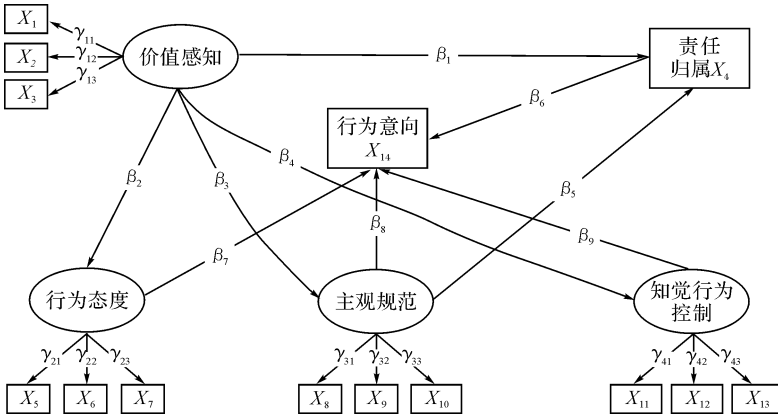 X₁
γ₁₁
X₂
γ₁₂
X₃
γ₁₃
价值感知
β₁
责任
归属X₄
β₆
行为意向
X₁₄
β₂
β₃
β₄
β₅
β₇
β₈
β₉
行为态度
主观规范
知觉行为
控制
γ₂₁ γ₂₂ γ₂₃
γ₃₁ γ₃₂ γ₃₃
γ₄₁ γ₄₂ γ₄₃
X₅ X₆ X₇
X₈ X₉ X₁₀
X₁₁ X₁₂ X₁₃